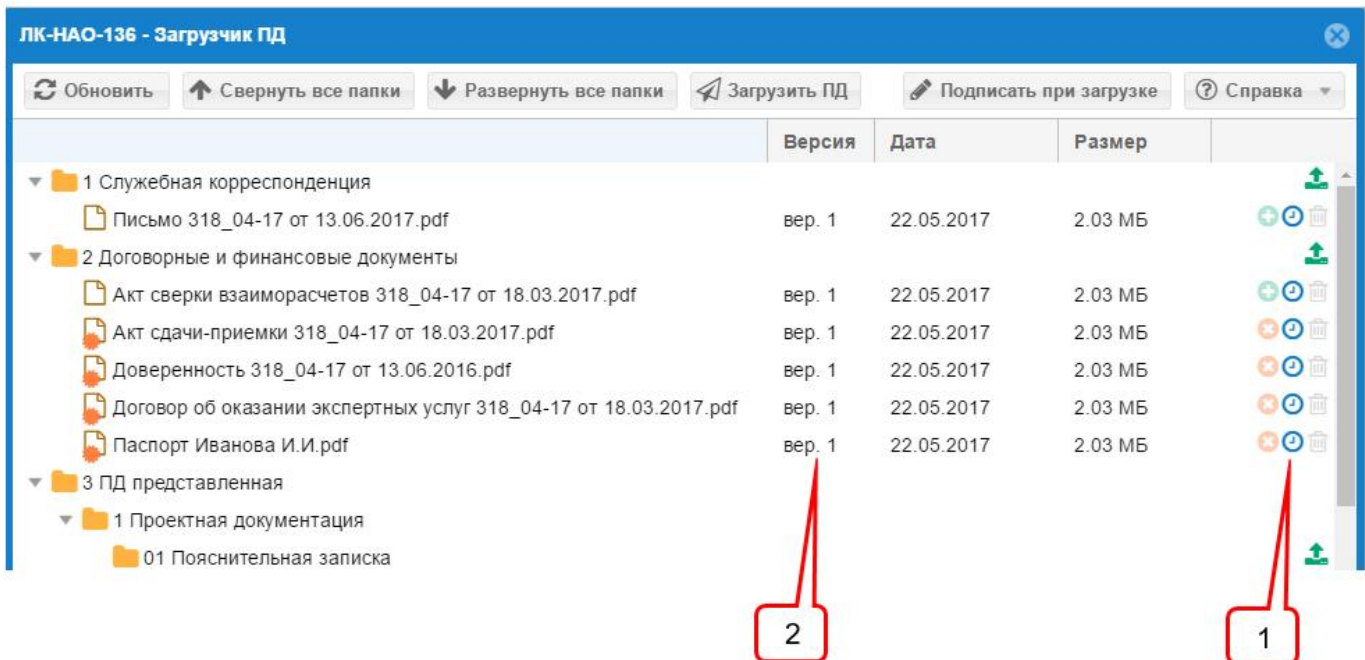 ЛК-НАО-136 - Загрузчик ПД
Обновить Свернуть все папки Развернуть все папки Загрузить ПД Подписать при загрузке Справка
Версия Дата Размер
1 Служебная корреспонденция
Письмо 318_04-17 от 13.06.2017.pdf вер. 1 22.05.2017 2.03 МБ
2 Договорные и финансовые документы
Акт сверки взаиморасчетов 318_04-17 от 18.03.2017.pdf вер. 1 22.05.2017 2.03 МБ
Акт сдачи-приемки 318_04-17 от 18.03.2017.pdf вер. 1 22.05.2017 2.03 МБ
Доверенность 318_04-17 от 13.06.2016.pdf вер. 1 22.05.2017 2.03 МБ
Договор об оказании экспертных услуг 318_04-17 от 18.03.2017.pdf вер. 1 22.05.2017 2.03 МБ
Паспорт Иванова И.И.pdf вер. 1 22.05.2017 2.03 МБ
3 ПД представленная
1 Проектная документация
01 Пояснительная записка
2 1